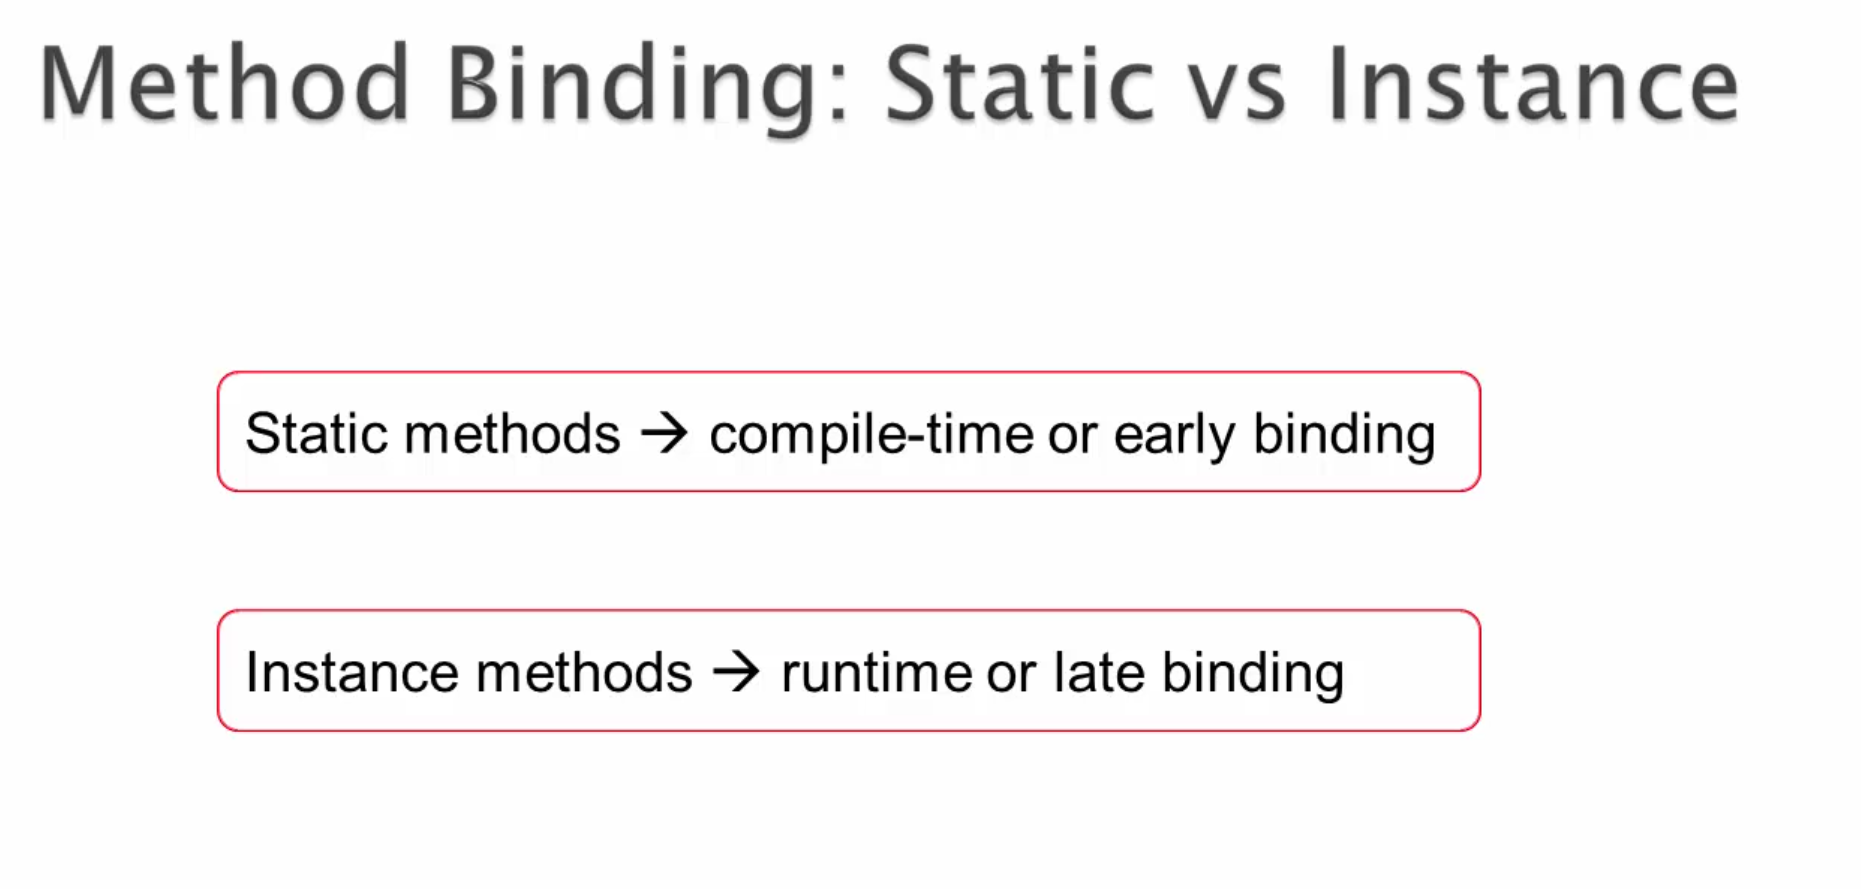 Method Binding: Static vs Instance
Static methods → compile-time or early binding
Instance methods → runtime or late binding